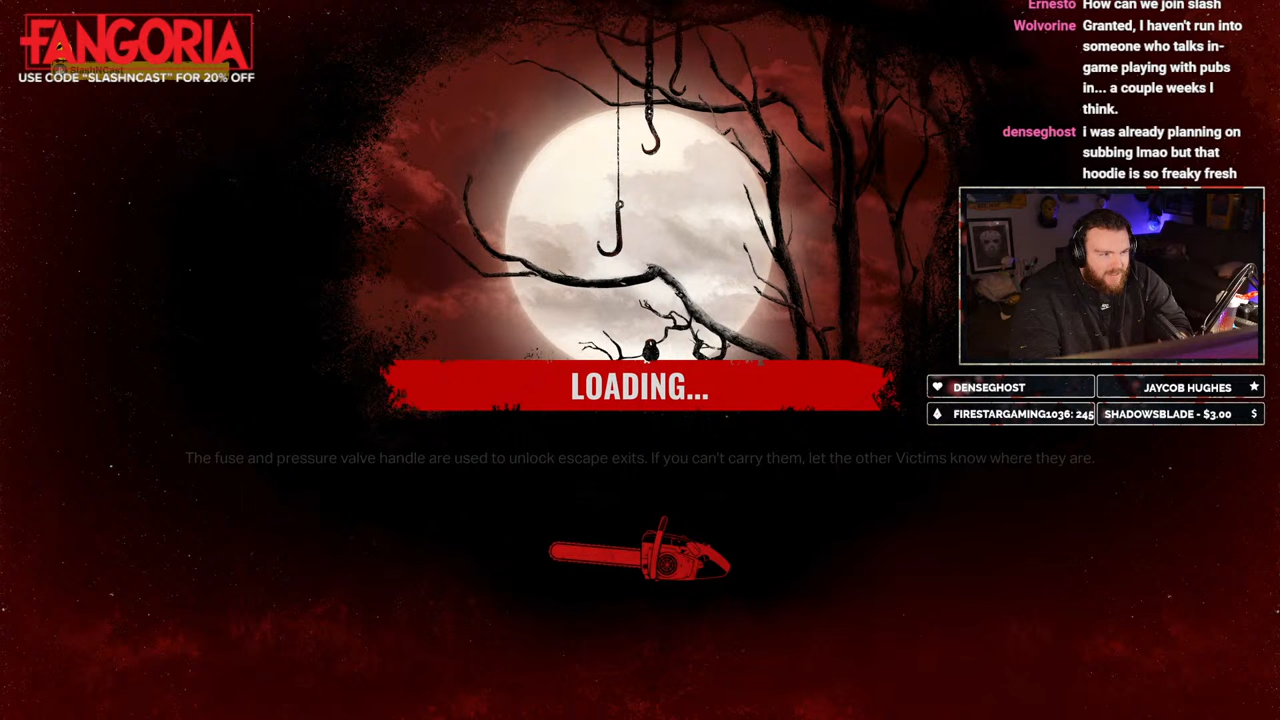 FANGORIA
SlashNCast
USE CODE "SLASHNCAST" FOR 20% OFF
Ernesto How can we join slash
Wolvorine Granted, I haven't run into
someone who talks in-
game playing with pubs
in... a couple weeks I
think.
denseghost i was already planning on
subbing lmao but that
hoodie is so freaky fresh
LOADING...
DENSEGHOST
JAYCOB HUGHES
FIRESTARGAMING1036: 245
SHADOWSBLADE - $3.00 $
The fuse and pressure valve handle are used to unlock escape exits. If you can't carry them, let the other Victims know where they are.